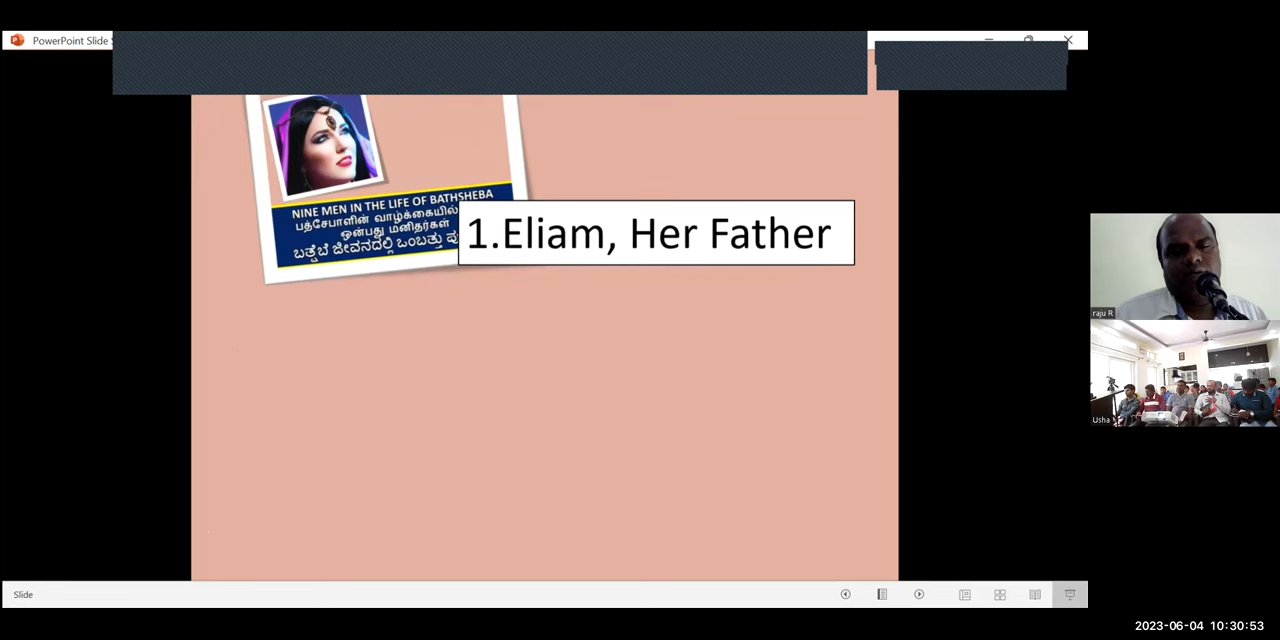 PowerPoint Slide
NINE MEN IN THE LIFE OF BATHSHEBA
பத்சேபாளின் வாழ்க்கையில்
ஒன்பது மனிதர்கள்
ಬತ್ಷೆಬೆ ಜೀವನದಲ್ಲಿ ಒಂಬತ್ತು
1.Eliam, Her Father
raju R
Usha
Slide
2023-06-04 10:30:53